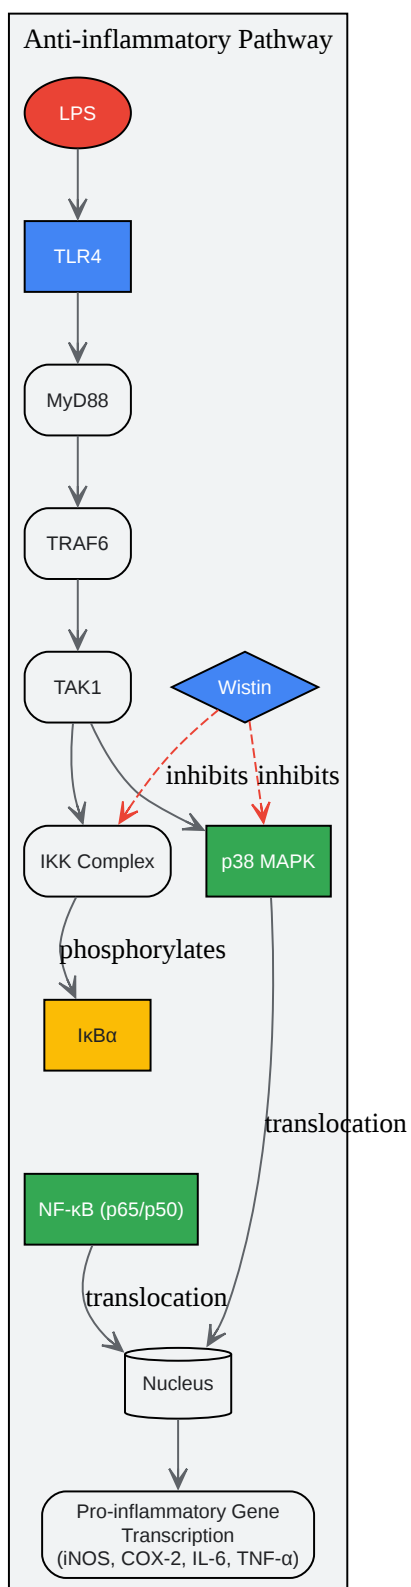 Anti-inflammatory Pathway
LPS
TLR4
MyD88
TRAF6
TAK1
Wistin
inhibits
inhibits
IKK Complex
p38 MAPK
phosphorylates
IκBα
translocation
NF-κB (p65/p50)
translocation
Nucleus
Pro-inflammatory Gene
Transcription
(iNOS, COX-2, IL-6, TNF-α)